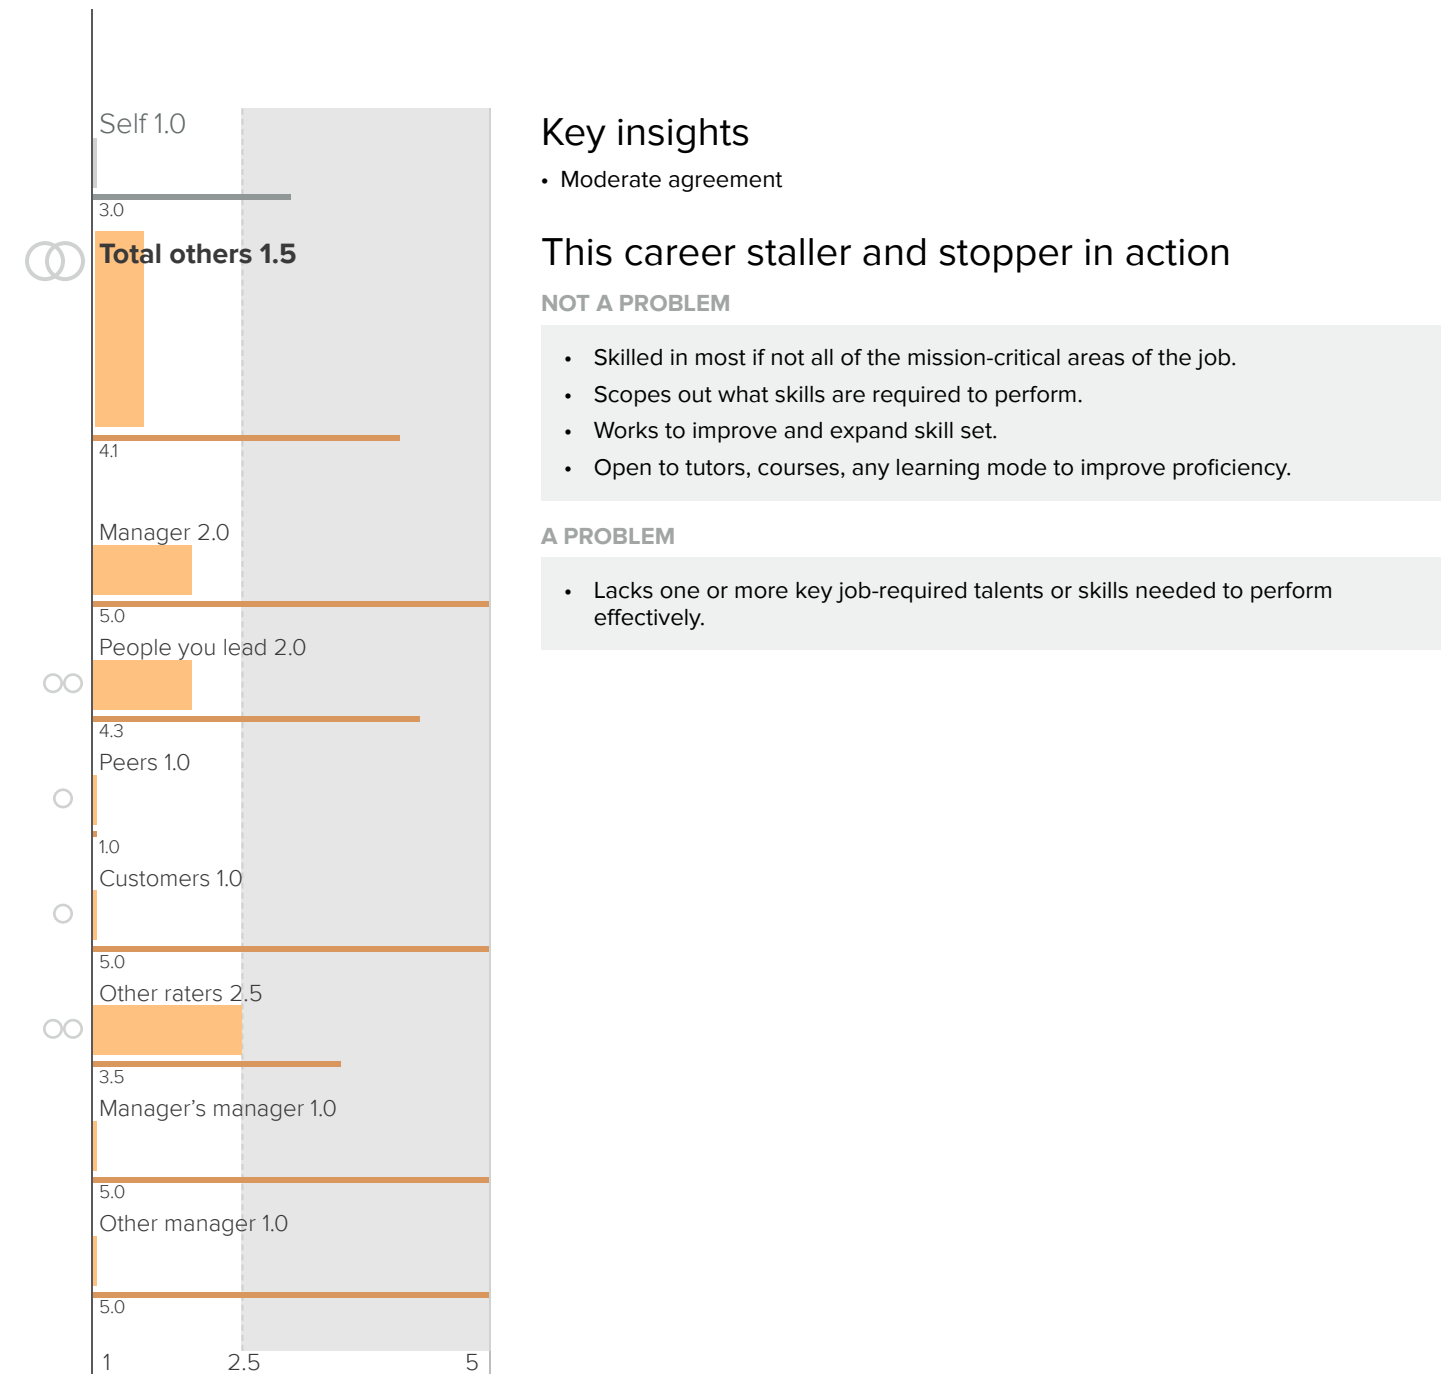 Self 1.0
3.0
Total others 1.5
4.1
Manager 2.0
5.0
People you lead 2.0
4.3
Peers 1.0
1.0
Customers 1.0
5.0
Other raters 2.5
3.5
Manager’s manager 1.0
5.0
Other manager 1.0
5.0
1 2.5 5
Key insights
• Moderate agreement
This career staller and stopper in action
NOT A PROBLEM
• Skilled in most if not all of the mission-critical areas of the job.
• Scopes out what skills are required to perform.
• Works to improve and expand skill set.
• Open to tutors, courses, any learning mode to improve proficiency.
A PROBLEM
• Lacks one or more key job-required talents or skills needed to perform
effectively.